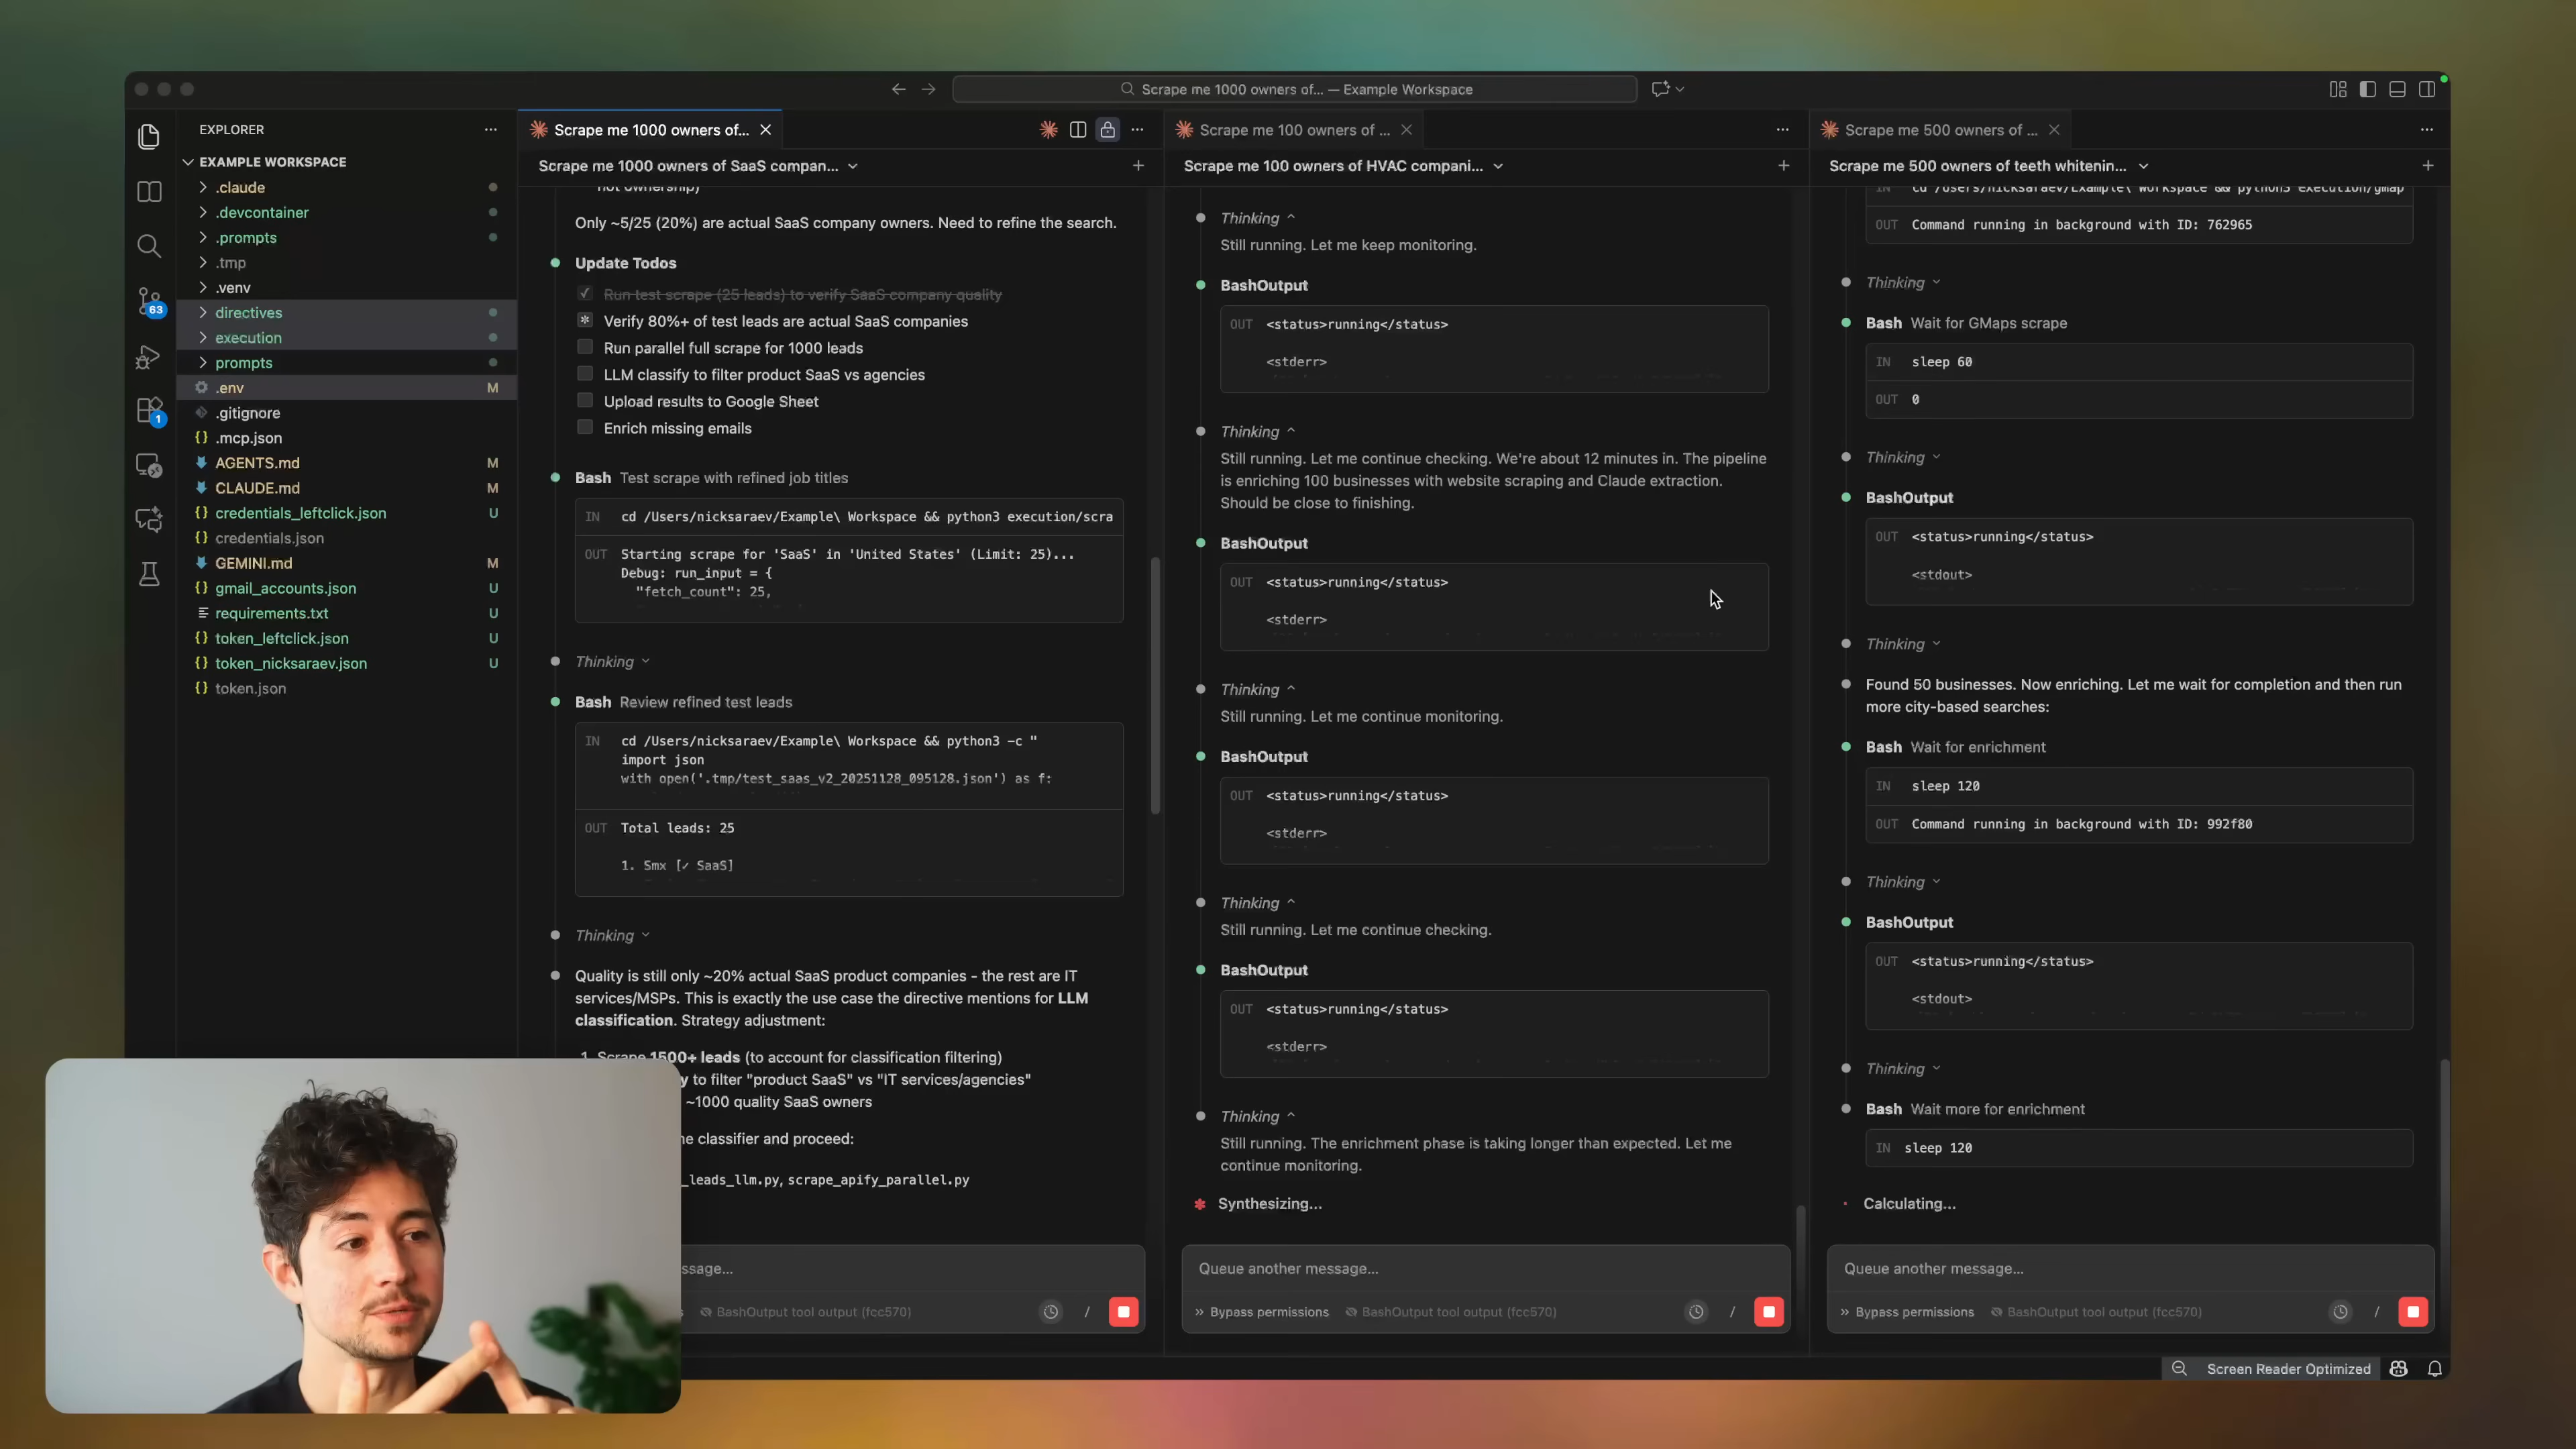 Scrape me 1000 owners of... — Example Workspace
EXPLORER
EXAMPLE WORKSPACE
.claude
.devcontainer
.prompts
.tmp
.venv
directives
execution
prompts
.env M
.gitignore
.mcp.json
AGENTS.md M
CLAUDE.md M
credentials_leftclick.json U
credentials.json
GEMINI.md M
gmail_accounts.json U
requirements.txt U
token_leftclick.json U
token_nicksaraev.json U
token.json
63
1
Scrape me 1000 owners of...
Scrape me 1000 owners of SaaS compan...
not ownership)
Only ~5/25 (20%) are actual SaaS company owners. Need to refine the search.
Update Todos
Run test scrape (25 leads) to verify SaaS company quality
Verify 80%+ of test leads are actual SaaS companies
Run parallel full scrape for 1000 leads
LLM classify to filter product SaaS vs agencies
Upload results to Google Sheet
Enrich missing emails
Bash Test scrape with refined job titles
IN cd /Users/nicksaraev/Example\ Workspace && python3 execution/scra
OUT Starting scrape for 'SaaS' in 'United States' (Limit: 25)...
Debug: run_input = {
"fetch_count": 25,
Thinking
Bash Review refined test leads
IN cd /Users/nicksaraev/Example\ Workspace && python3 -c "
import json
with open('.tmp/test_saas_v2_20251128_095128.json') as f:
OUT Total leads: 25
1. Smx [✓ SaaS]
Thinking
Quality is still only ~20% actual SaaS product companies - the rest are IT
services/MSPs. This is exactly the use case the directive mentions for LLM
classification. Strategy adjustment:
1. Scrape 1500+ leads (to account for classification filtering)
y to filter "product SaaS" vs "IT services/agencies"
~1000 quality SaaS owners
ne classifier and proceed:
_leads_llm.py, scrape_apify_parallel.py
ssage...
s BashOutput tool output (fcc570) /
Scrape me 100 owners of ...
Scrape me 100 owners of HVAC compani...
Thinking
Still running. Let me keep monitoring.
BashOutput
OUT <status>running</status>
<stderr>
Thinking
Still running. Let me continue checking. We're about 12 minutes in. The pipeline
is enriching 100 businesses with website scraping and Claude extraction.
Should be close to finishing.
BashOutput
OUT <status>running</status>
<stderr>
Thinking
Still running. Let me continue monitoring.
BashOutput
OUT <status>running</status>
<stderr>
Thinking
Still running. Let me continue checking.
BashOutput
OUT <status>running</status>
<stderr>
Thinking
Still running. The enrichment phase is taking longer than expected. Let me
continue monitoring.
Synthesizing...
Queue another message...
Bypass permissions BashOutput tool output (fcc570) /
Scrape me 500 owners of ...
Scrape me 500 owners of teeth whitenin...
IN cd /Users/nicksaraev/Example\ Workspace && python3 execution/gmap
OUT Command running in background with ID: 762965
Thinking
Bash Wait for GMaps scrape
IN sleep 60
OUT 0
Thinking
BashOutput
OUT <status>running</status>
<stdout>
Thinking
Found 50 businesses. Now enriching. Let me wait for completion and then run
more city-based searches:
Bash Wait for enrichment
IN sleep 120
OUT Command running in background with ID: 992f80
Thinking
BashOutput
OUT <status>running</status>
<stdout>
Thinking
Bash Wait more for enrichment
IN sleep 120
Calculating...
Queue another message...
Bypass permissions BashOutput tool output (fcc570) /
Screen Reader Optimized